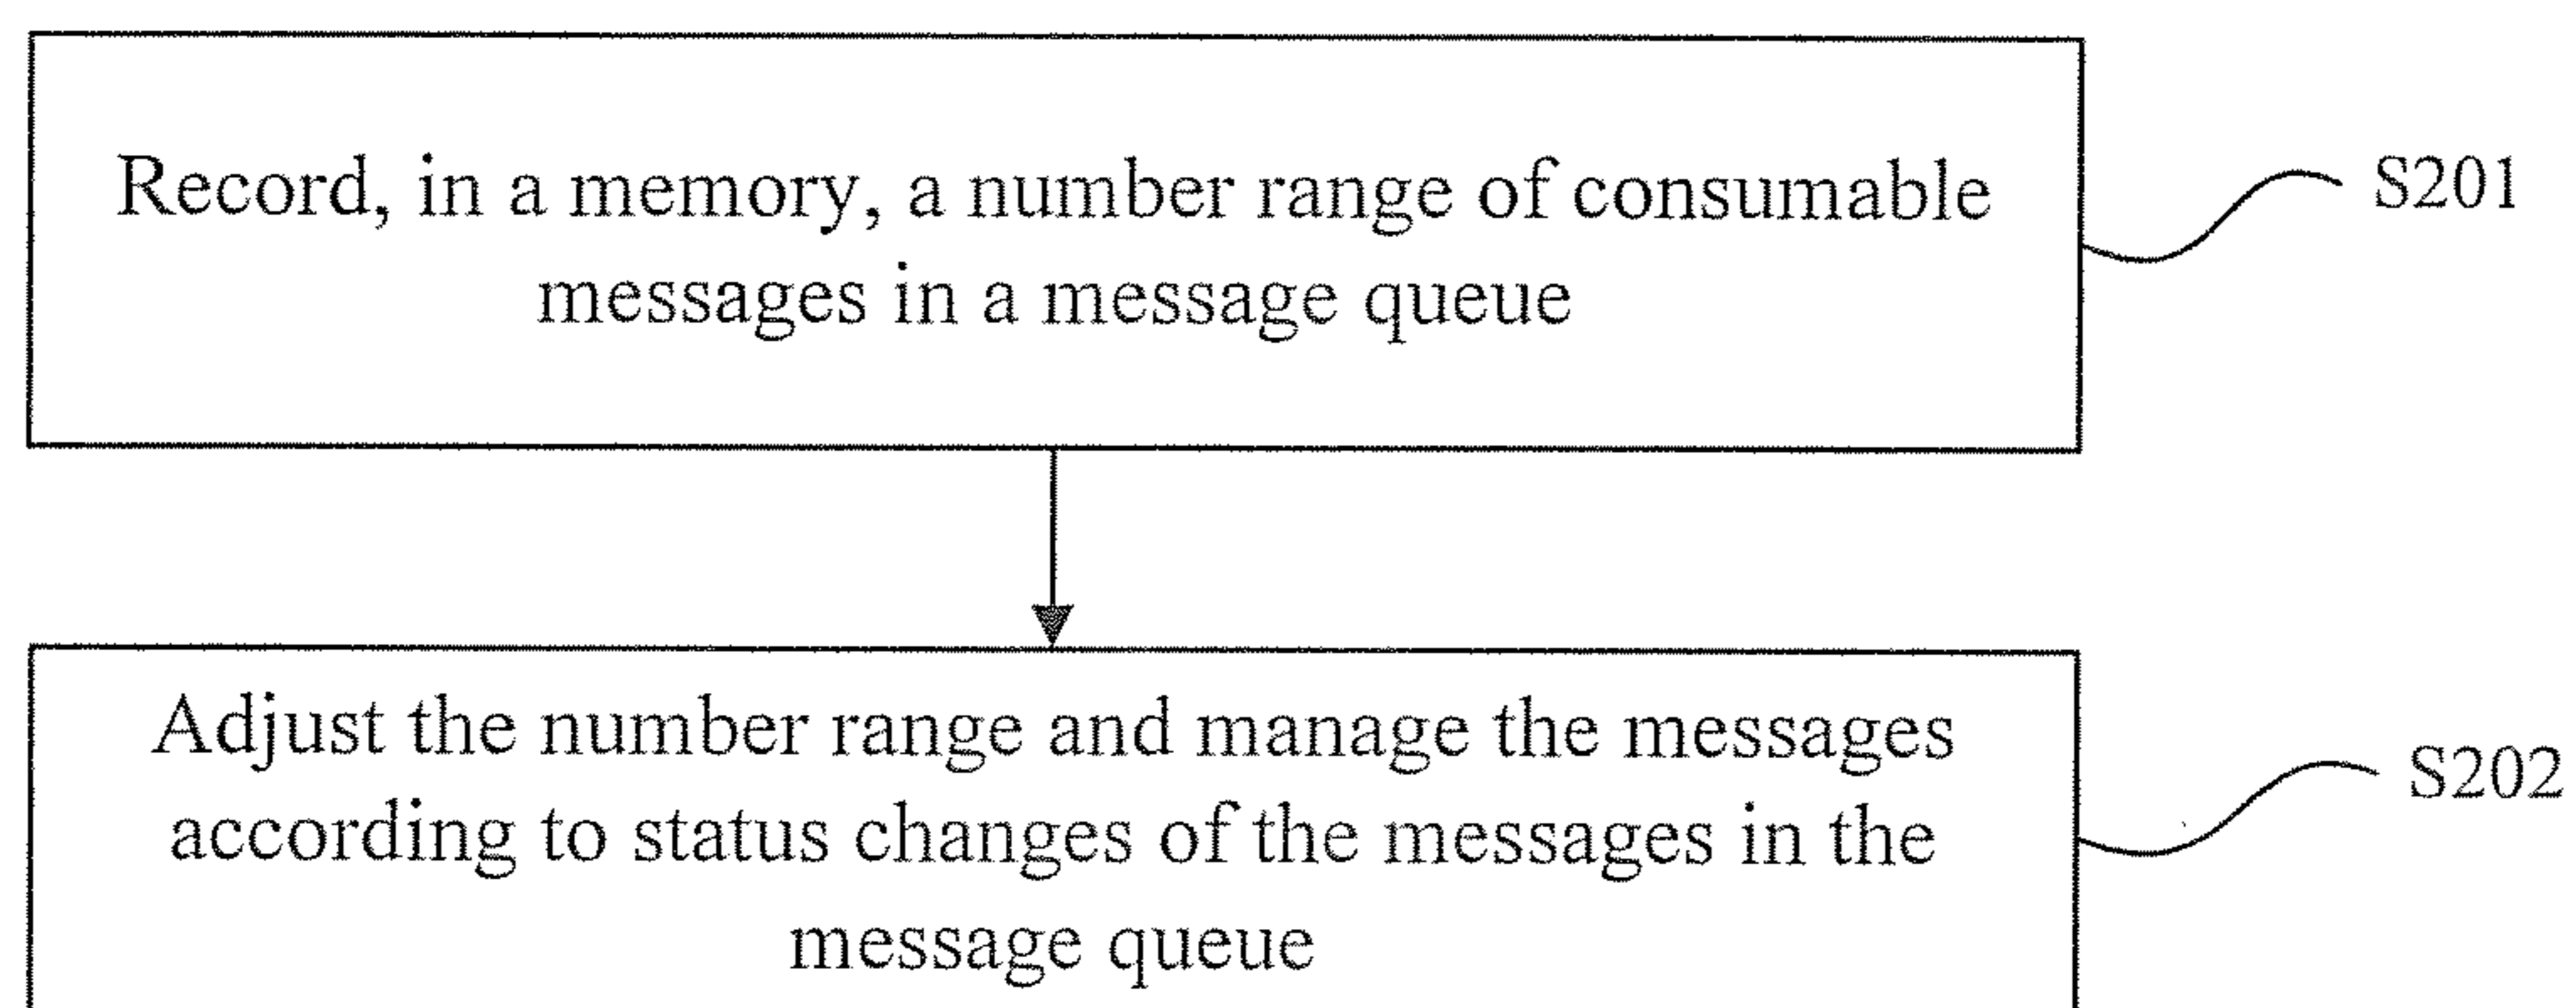 Record, in a memory, a number range of consumable
messages in a message queue
S201
Adjust the number range and manage the messages
according to status changes of the messages in the
message queue
S202